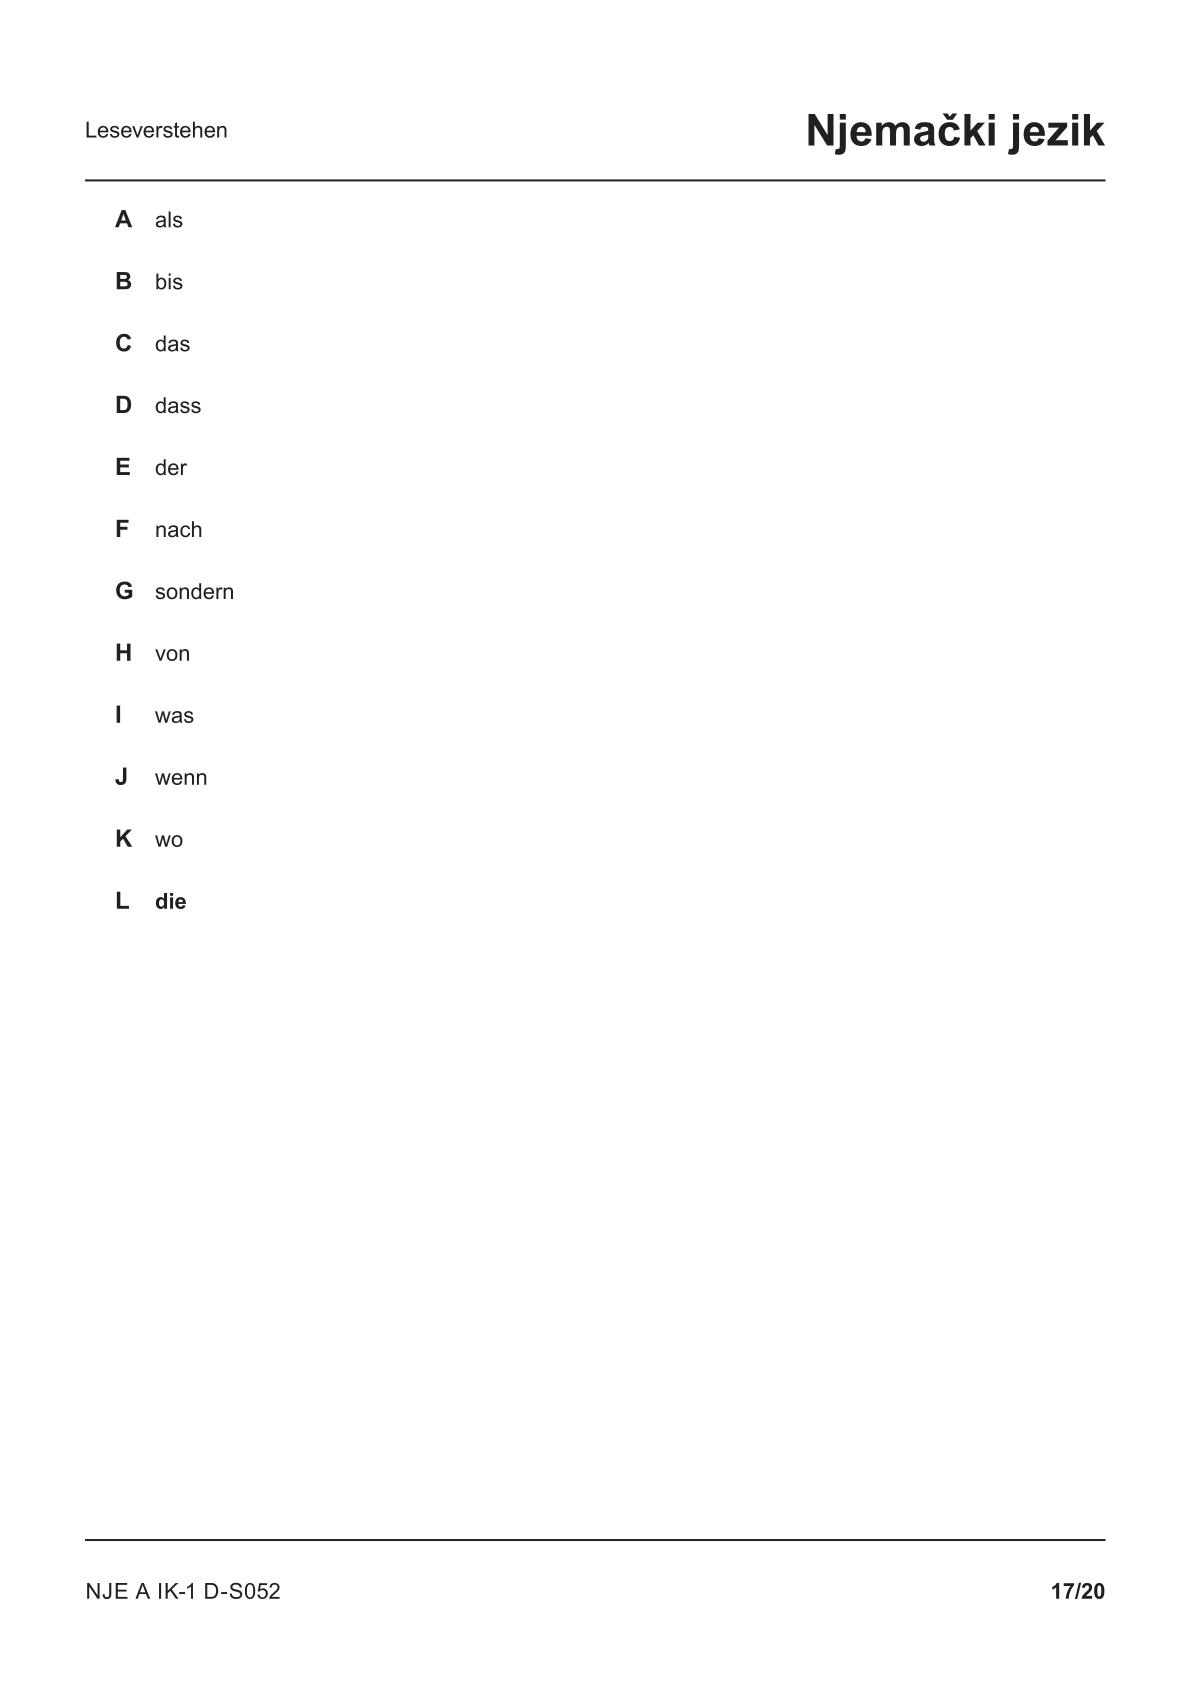 Leseverstehen
Njemački jezik
A als
B bis
C das
D dass
E der
F nach
G sondern
H von
I was
J wenn
K wo
L die
NJE A IK-1 D-S052
17/20